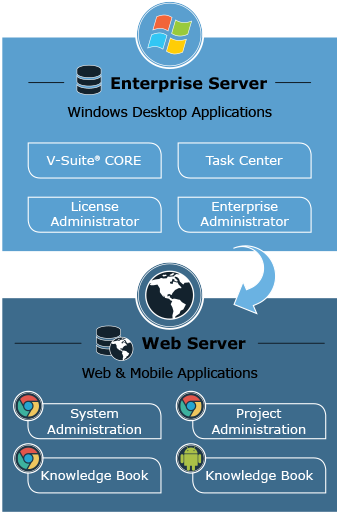 Enterprise Server
Windows Desktop Applications
V-Suite® CORE
Task Center
License
Administrator
Enterprise
Administrator
Web Server
Web & Mobile Applications
System
Administration
Project
Administration
Knowledge Book
Knowledge Book